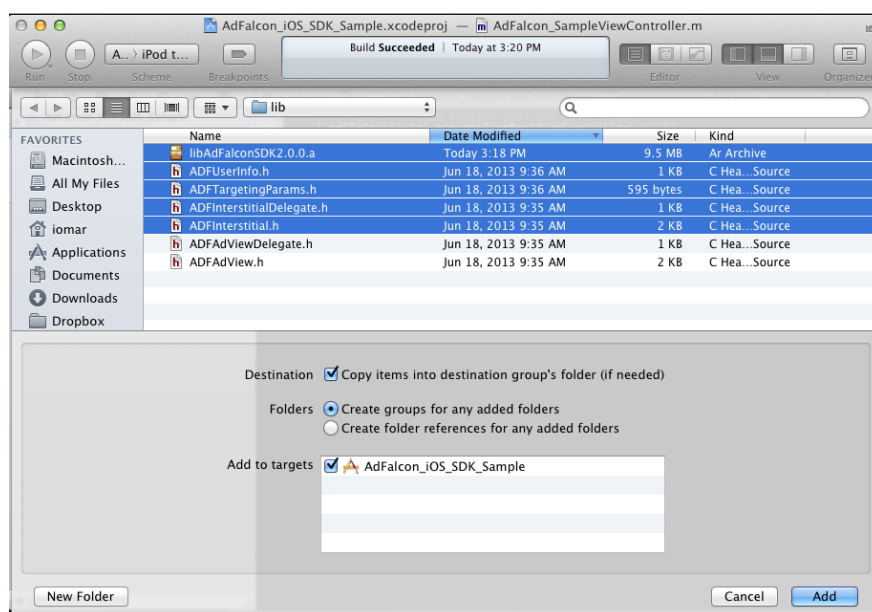 AdFalcon_iOS_SDK_Sample.xcodeproj — m AdFalcon_SampleViewController.m
Build Succeeded | Today at 3:20 PM
A.. 〉 iPod t...
Run Stop Scheme Breakpoints Editor View Organizer
lib
FAVORITES
Macintosh...
All My Files
Desktop
iomar
Applications
Documents
Downloads
Dropbox
Name Date Modified Size Kind
libAdFalconSDK2.0.0.a Today 3:18 PM 9.5 MB Ar Archive
h ADFUserInfo.h Jun 18, 2013 9:36 AM 1 KB C Hea...Source
h ADFTargetingParams.h Jun 18, 2013 9:36 AM 595 bytes C Hea...Source
h ADFInterstitialDelegate.h Jun 18, 2013 9:35 AM 1 KB C Hea...Source
h ADFInterstitial.h Jun 18, 2013 9:35 AM 2 KB C Hea...Source
h ADFAdViewDelegate.h Jun 18, 2013 9:35 AM 1 KB C Hea...Source
h ADFAdView.h Jun 18, 2013 9:35 AM 2 KB C Hea...Source
Destination Copy items into destination group's folder (if needed)
Folders Create groups for any added folders
Create folder references for any added folders
Add to targets AdFalcon_iOS_SDK_Sample
New Folder Cancel Add